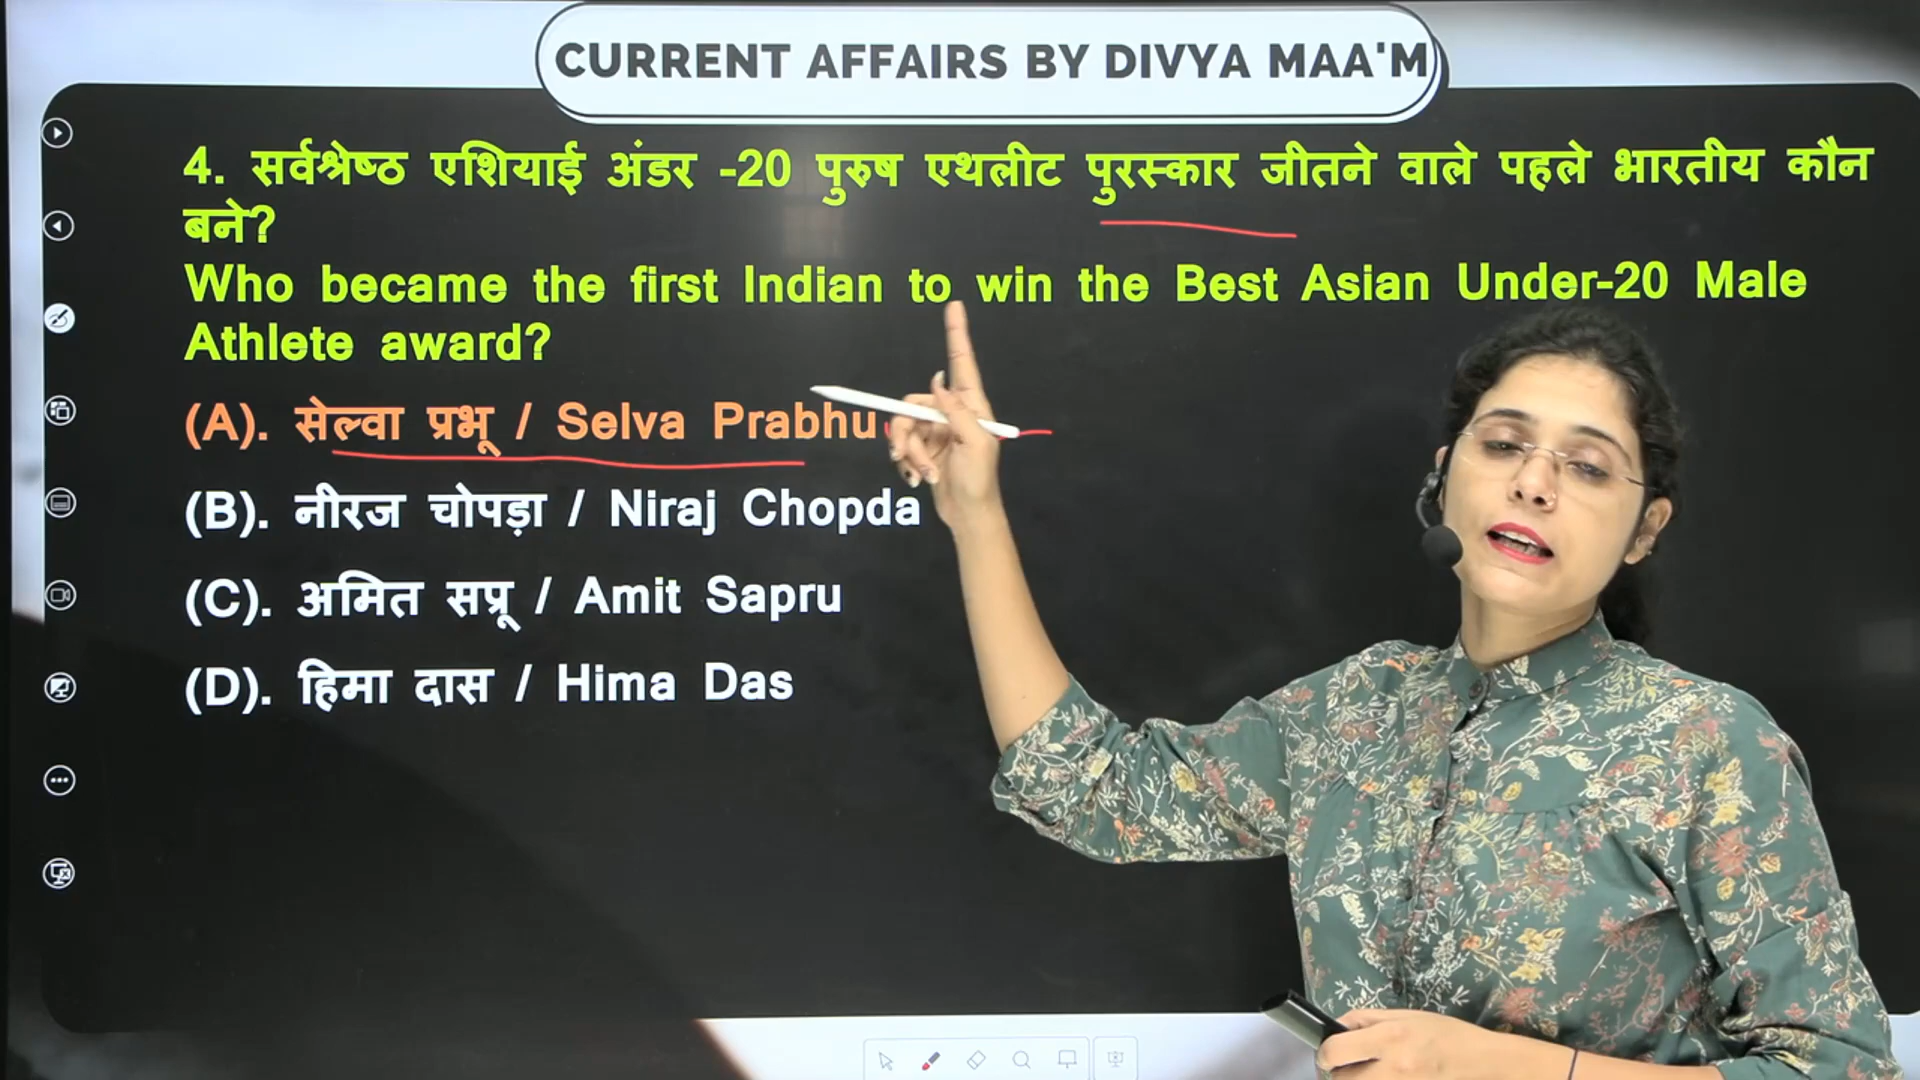 CURRENT AFFAIRS BY DIVYA MAA'M
4. सर्वश्रेष्ठ एशियाई अंडर -20 पुरुष एथलीट पुरस्कार जीतने वाले पहले भारतीय कौन
बने?
Who became the first Indian to win the Best Asian Under-20 Male
Athlete award?
(A). सेल्वा प्रभू / Selva Prabhu
(B). नीरज चोपड़ा / Niraj Chopda
(C). अमित सप्रू / Amit Sapru
(D). हिमा दास / Hima Das